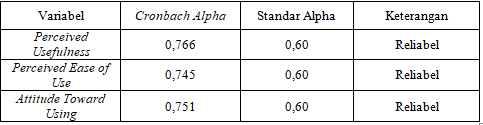 Variabel Cronbach Alpha Standar Alpha Keterangan
Perceived
Usefulness 0,766 0,60 Reliabel
Perceived Ease of
Use 0,745 0,60 Reliabel
Attitude Toward
Using 0,751 0,60 Reliabel